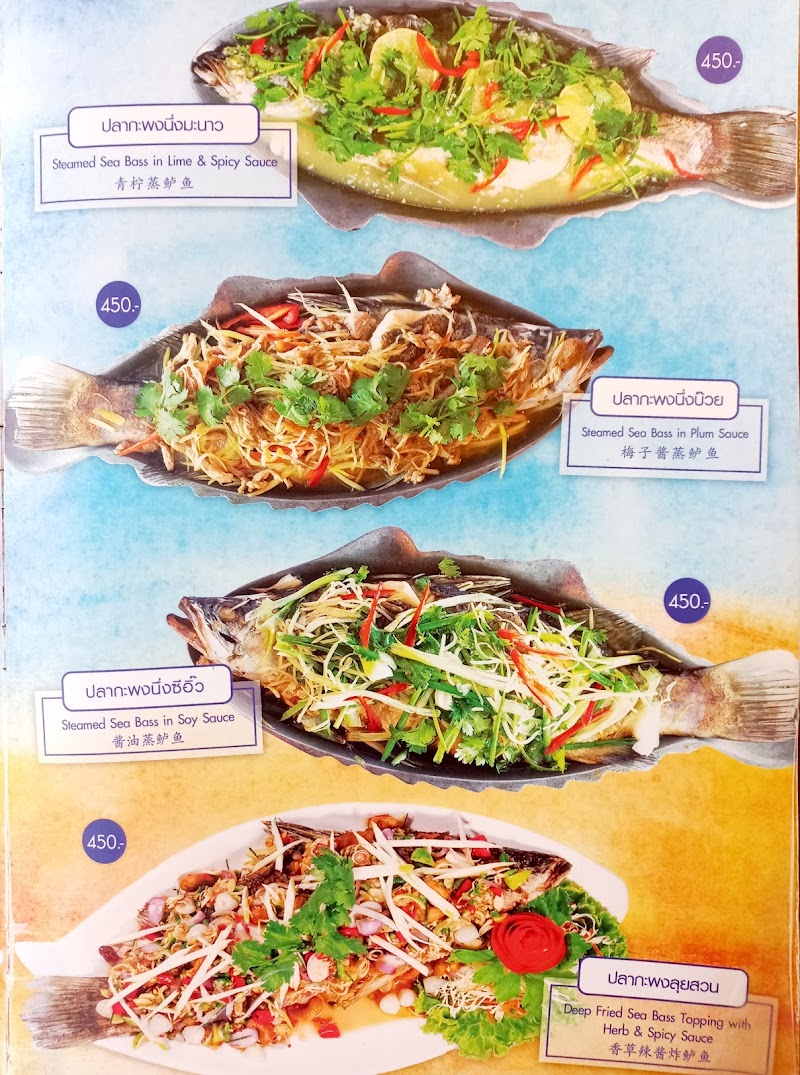 450.-
ปลากะพงนึ่งมะนาว
Steamed Sea Bass in Lime & Spicy Sauce
青柠蒸鲈鱼
450.-
ปลากะพงนึ่งบ๊วย
Steamed Sea Bass in Plum Sauce
梅子酱蒸鲈鱼
450.-
ปลากะพงนึ่งซีอิ๊ว
Steamed Sea Bass in Soy Sauce
酱油蒸鲈鱼
450.-
ปลากะพงลุยสวน
Deep Fried Sea Bass Topping with
Herb & Spicy Sauce
香草辣酱炸鲈鱼